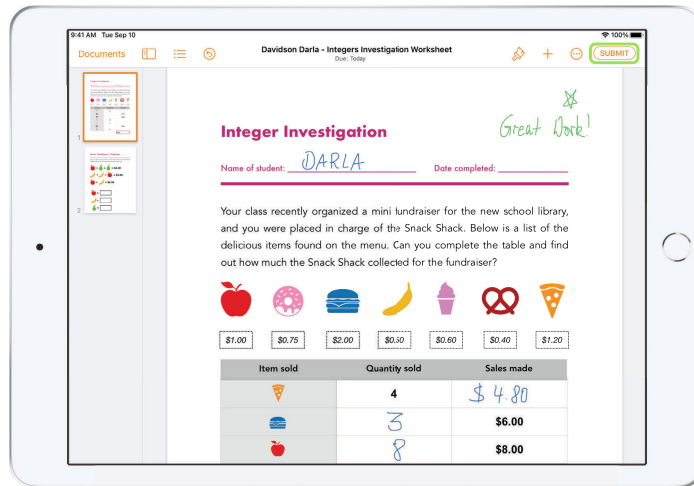 9:41 AM Tue Sep 10
100%
Documents
Davidson Darla - Integers Investigation Worksheet
Due: Today
SUBMIT
1
2
Great Work!
Integer Investigation
Name of student: DARLA Date completed:
Your class recently organized a mini fundraiser for the new school library,
and you were placed in charge of the Snack Shack. Below is a list of the
delicious items found on the menu. Can you complete the table and find
out how much the Snack Shack collected for the fundraiser?
$1.00 $0.75 $2.00 $0.50 $0.60 $0.40 $1.20
Item sold Quantity sold Sales made
4 $4.80
3 $6.00
8 $8.00